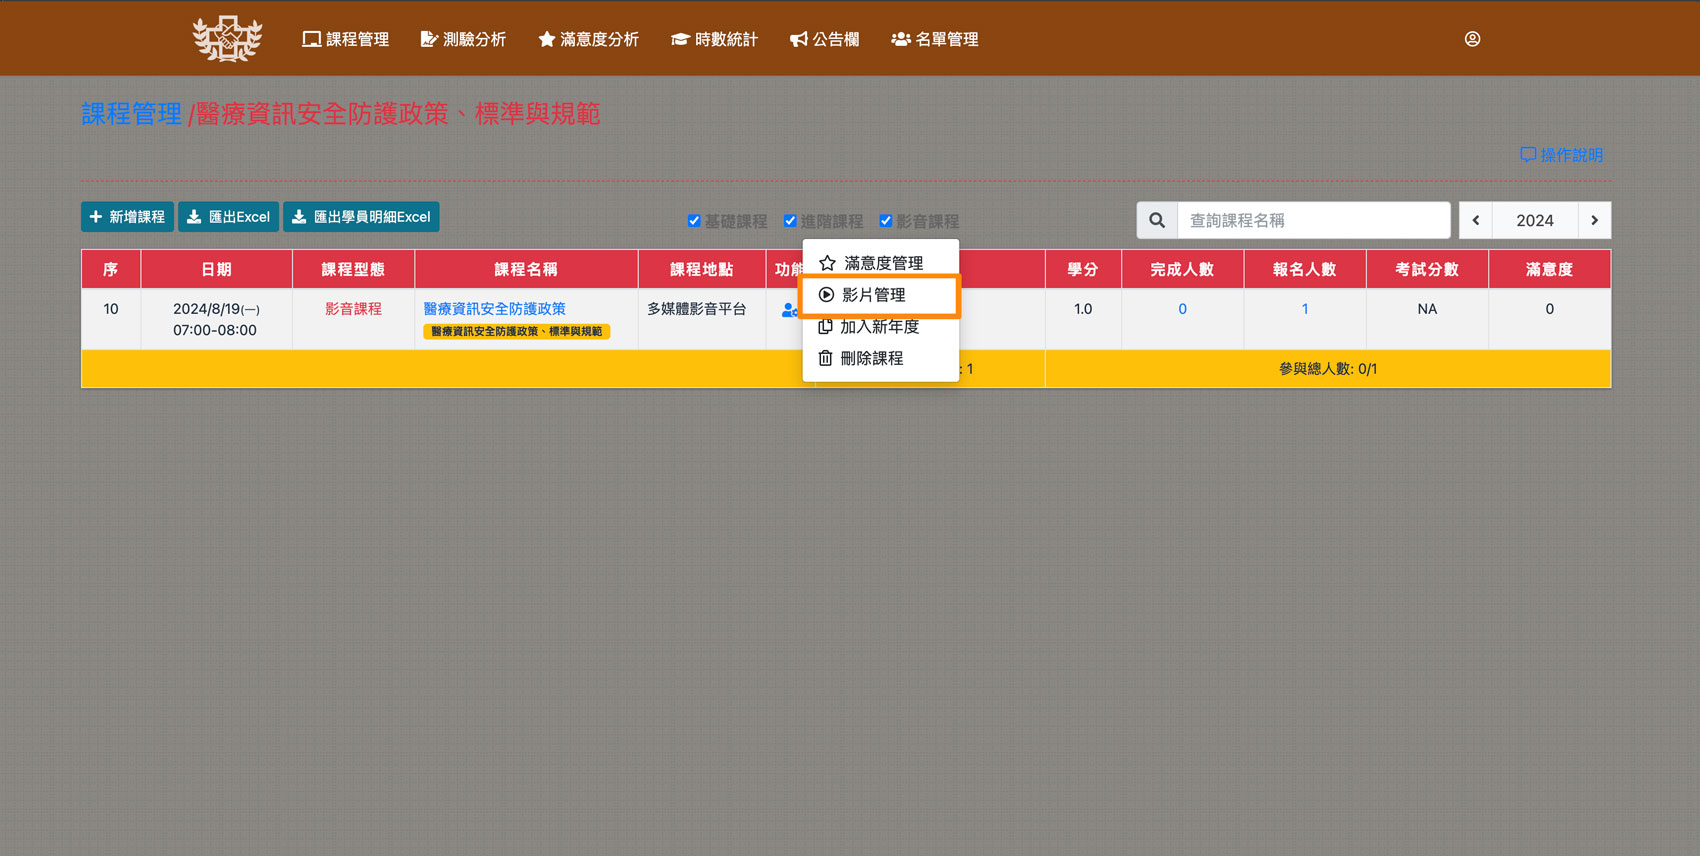 課程管理 測驗分析 滿意度分析 時數統計 公告欄 名單管理
課程管理 /醫療資訊安全防護政策、標準與規範
操作說明
新增課程 匯出Excel 匯出學員明細Excel 基礎課程 進階課程 影音課程 查詢課程名稱 2024
序 日期 課程型態 課程名稱 課程地點 功能 學分 完成人數 報名人數 考試分數 滿意度
10 2024/8/19(一) 影音課程 醫療資訊安全防護政策 多媒體影音平台 1.0 0 1 NA 0
07:00-08:00 醫療資訊安全防護政策、標準與規範
滿意度管理
影片管理
加入新年度
刪除課程
: 1 參與總人數: 0/1